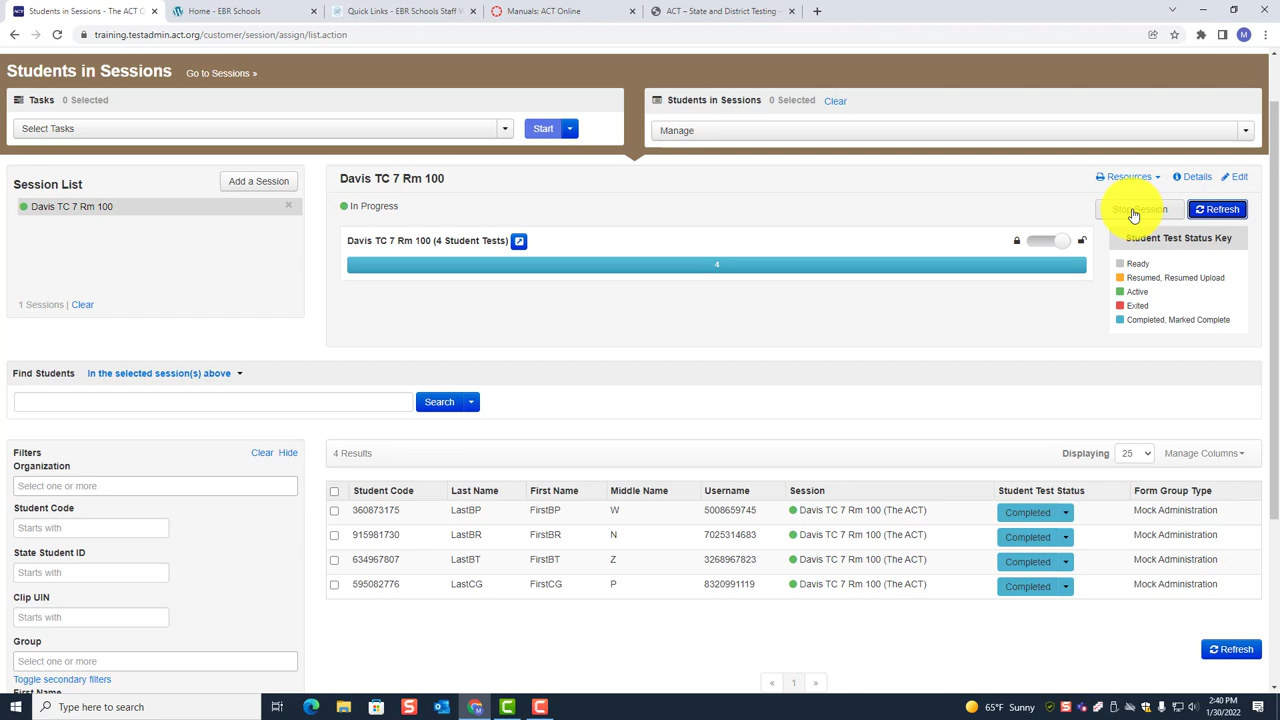 Students in Sessions - The ACT O
Home - EBR Schools
Quick Links - EBR Schools Staff W
Manuals: ACT Online
ACT – State and District Testing -
training.testadmin.act.org/customer/session/assign/list.action
M
Students in Sessions Go to Sessions »
Tasks 0 Selected
Students in Sessions 0 Selected Clear
Select Tasks
Start
Manage
Session List
Add a Session
Davis TC 7 Rm 100
1 Sessions | Clear
Davis TC 7 Rm 100
Resources Details Edit
In Progress
Stop Session Refresh
Davis TC 7 Rm 100 (4 Student Tests)
4
Student Test Status Key
Ready
Resumed, Resumed Upload
Active
Exited
Completed, Marked Complete
Find Students In the selected session(s) above
Search
Filters Clear Hide
Organization
Select one or more
Student Code
Starts with
State Student ID
Starts with
Clip UIN
Starts with
Group
Select one or more
Toggle secondary filters
First Name
4 Results
Displaying 25 Manage Columns
Student Code Last Name First Name Middle Name Username Session Student Test Status Form Group Type
360873175 LastBP FirstBP W 5008659745 Davis TC 7 Rm 100 (The ACT) Completed Mock Administration
915981730 LastBR FirstBR N 7025314683 Davis TC 7 Rm 100 (The ACT) Completed Mock Administration
634967807 LastBT FirstBT Z 3268967823 Davis TC 7 Rm 100 (The ACT) Completed Mock Administration
595082776 LastCG FirstCG P 8320991119 Davis TC 7 Rm 100 (The ACT) Completed Mock Administration
Refresh
« 1 »
Type here to search
65°F Sunny
2:40 PM
1/30/2022